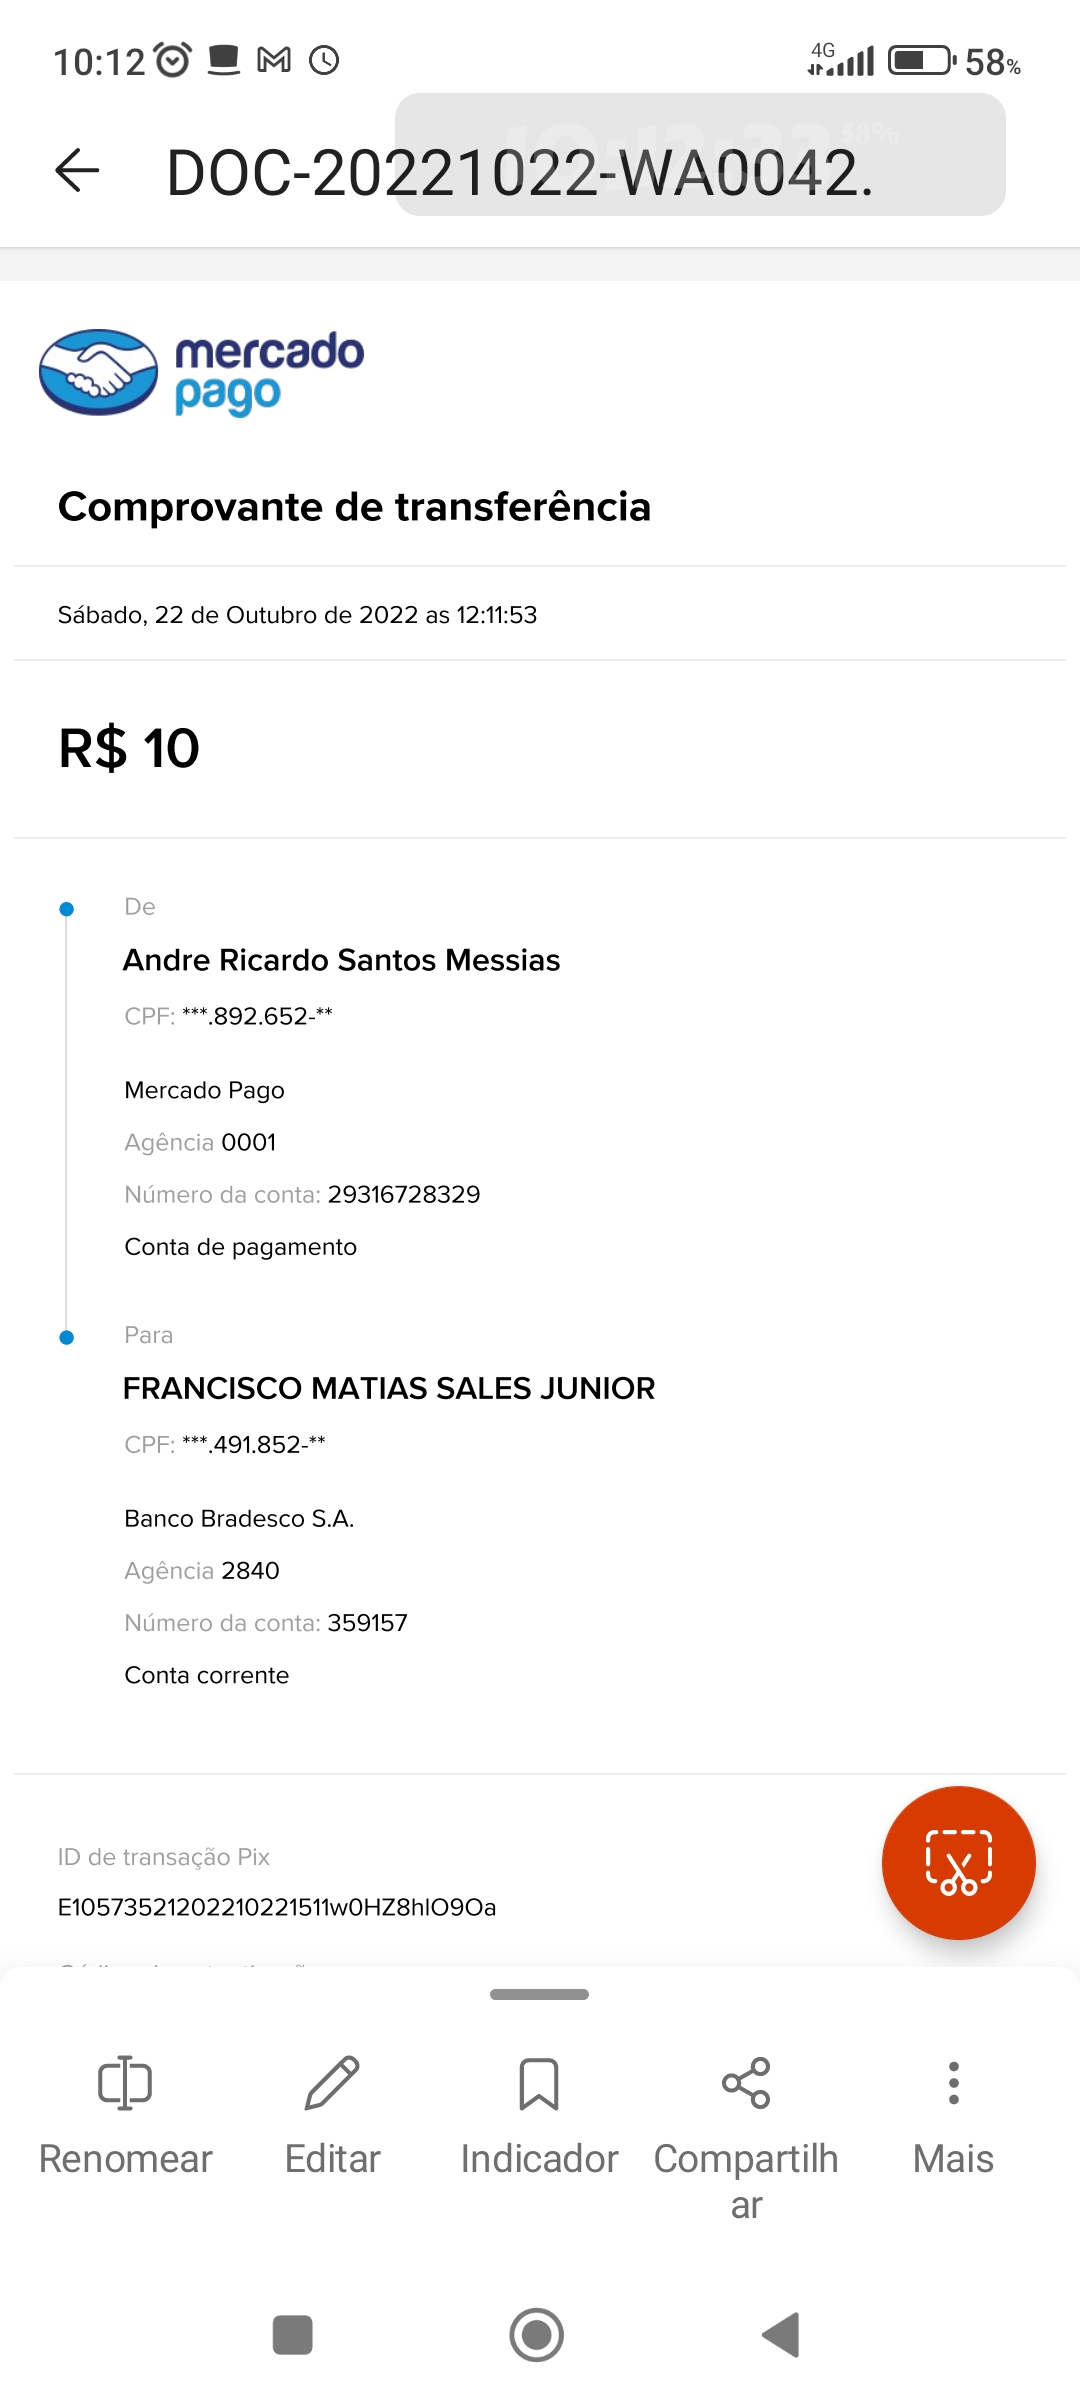 10:12 4G 58%
DOC-20221022-WA0042.
mercado
pago
Comprovante de transferência
Sábado, 22 de Outubro de 2022 as 12:11:53
R$ 10
De
Andre Ricardo Santos Messias
CPF: ***.892.652-**
Mercado Pago
Agência 0001
Número da conta: 29316728329
Conta de pagamento
Para
FRANCISCO MATIAS SALES JUNIOR
CPF: ***.491.852-**
Banco Bradesco S.A.
Agência 2840
Número da conta: 359157
Conta corrente
ID de transação Pix
E10573521202210221511w0HZ8hlO9Oa
Renomear Editar Indicador Compartilh
ar Mais